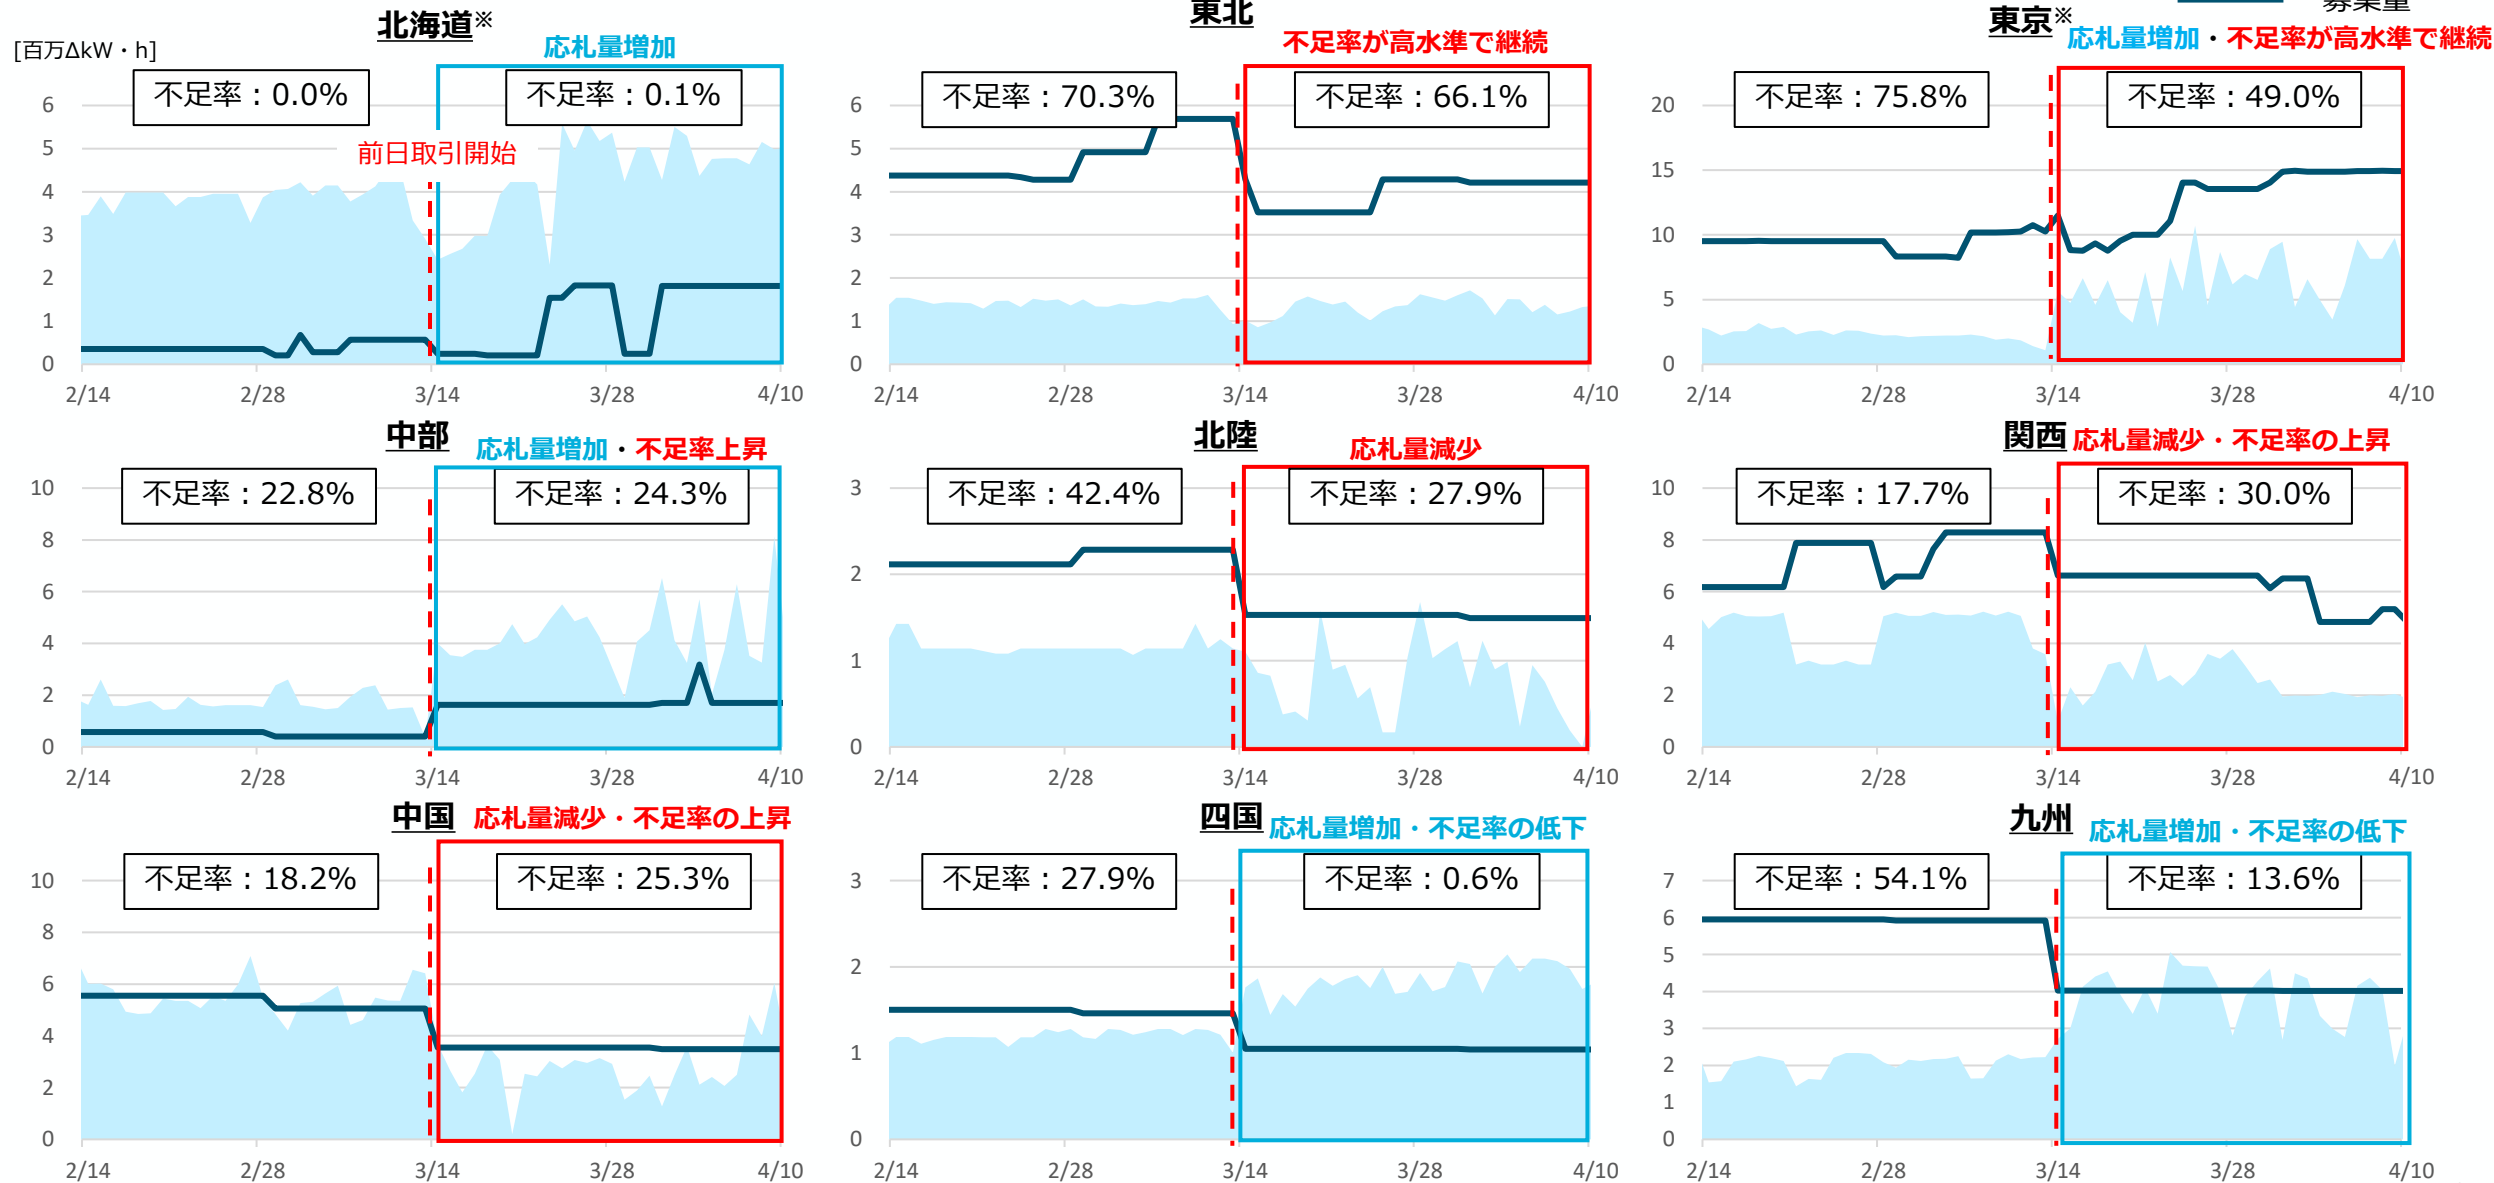 北海道※
応札量増加
[百万ΔkW・h]
不足率：0.0%
不足率：0.1%
前日取引開始
6
5
4
3
2
1
0
2/14
2/28
3/14
3/28
4/10
東北
不足率が高水準で継続
不足率：70.3%
不足率：66.1%
6
5
4
3
2
1
0
2/14
2/28
3/14
3/28
4/10
募集量
東京※
応札量増加・不足率が高水準で継続
不足率：75.8%
不足率：49.0%
20
15
10
5
0
2/14
2/28
3/14
3/28
4/10
中部
応札量増加・不足率上昇
不足率：22.8%
不足率：24.3%
10
8
6
4
2
0
2/14
2/28
3/14
3/28
4/10
北陸
応札量減少
不足率：42.4%
不足率：27.9%
3
2
1
0
2/14
2/28
3/14
3/28
4/10
関西
応札量減少・不足率の上昇
不足率：17.7%
不足率：30.0%
10
8
6
4
2
0
2/14
2/28
3/14
3/28
4/10
中国
応札量減少・不足率の上昇
不足率：18.2%
不足率：25.3%
10
8
6
4
2
0
2/14
2/28
3/14
3/28
4/10
四国
応札量増加・不足率の低下
不足率：27.9%
不足率：0.6%
3
2
1
0
2/14
2/28
3/14
3/28
4/10
九州
応札量増加・不足率の低下
不足率：54.1%
不足率：13.6%
7
6
5
4
3
2
1
0
2/14
2/28
3/14
3/28
4/10